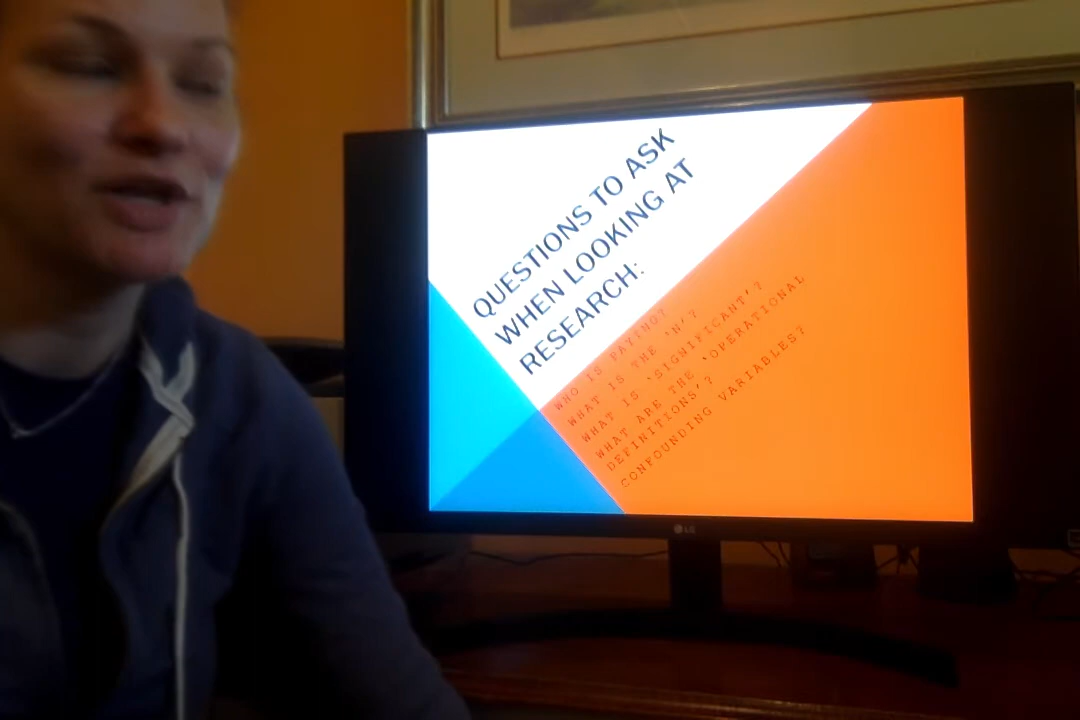 QUESTIONS TO ASK
WHEN LOOKING AT
RESEARCH:
WHO IS PAYING?
WHAT IS THE 'N'?
WHAT IS 'SIGNIFICANT'?
WHAT ARE THE 'OPERATIONAL
DEFINITIONS'?
CONFOUNDING VARIABLES?
LG